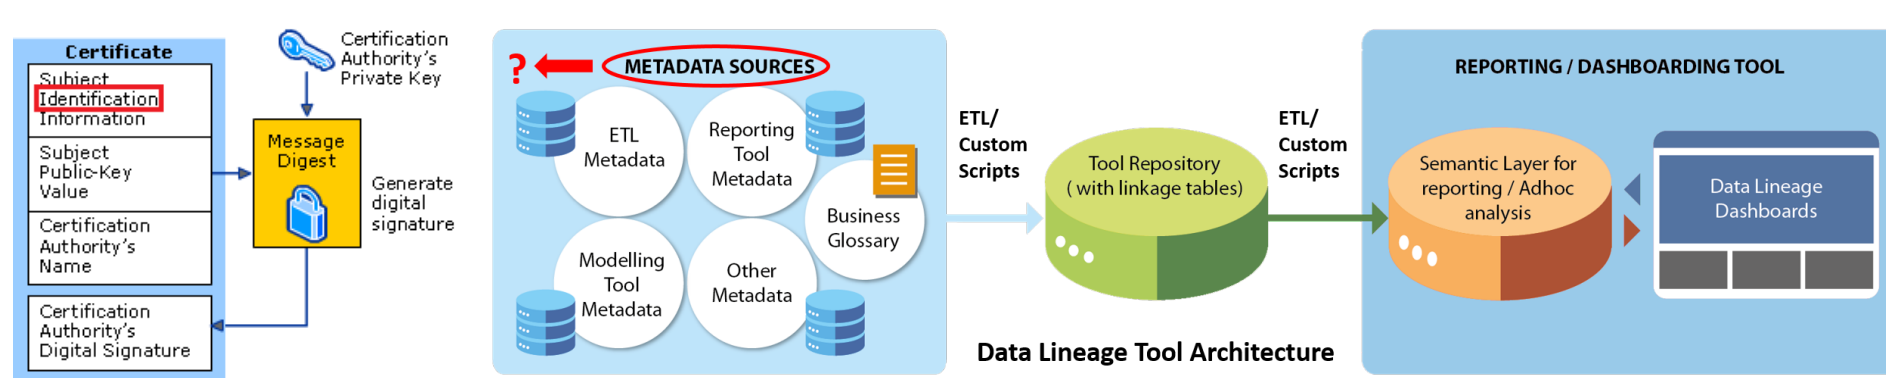 Certificate
Subject
Identification
Information
Subject
Public-Key
Value
Certification
Authority's
Name
Certification
Authority's
Digital Signature
Certification
Authority's
Private Key
Message
Digest
Generate
digital
signature
?
METADATA SOURCES
ETL
Metadata
Reporting
Tool
Metadata
Business
Glossary
Modelling
Tool
Metadata
Other
Metadata
ETL/
Custom
Scripts
Tool Repository
( with linkage tables)
ETL/
Custom
Scripts
Data Lineage Tool Architecture
REPORTING / DASHBOARDING TOOL
Semantic Layer for
reporting / Adhoc
analysis
Data Lineage
Dashboards